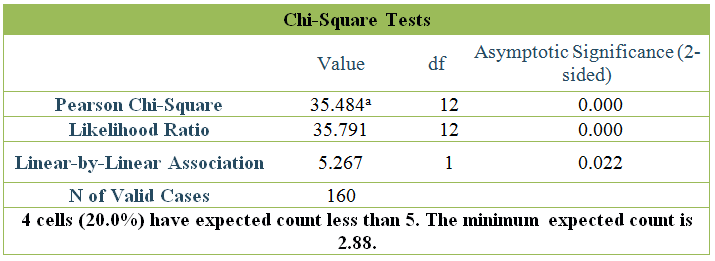 Chi-Square Tests
Value df Asymptotic Significance (2-
sided)
Pearson Chi-Square 35.484ᵃ 12 0.000
Likelihood Ratio 35.791 12 0.000
Linear-by-Linear Association 5.267 1 0.022
N of Valid Cases 160
4 cells (20.0%) have expected count less than 5. The minimum expected count is
2.88.